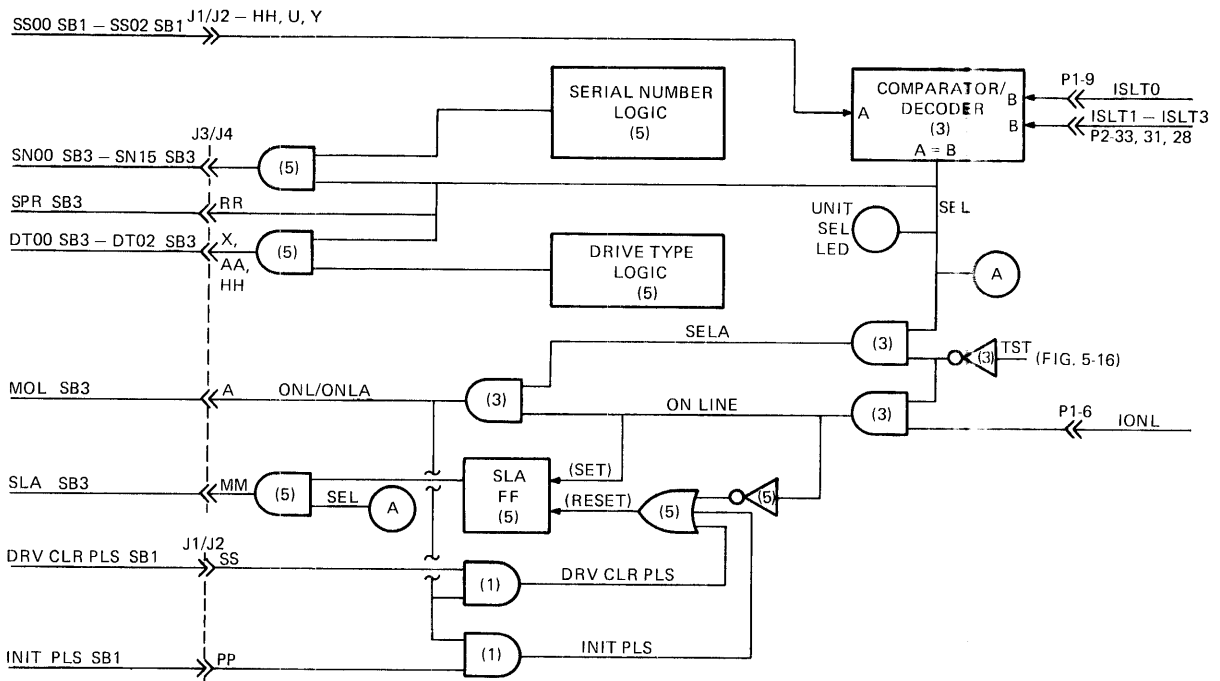 SS00 SB1 – SS02 SB1
J1/J2 – HH, U, Y
SERIAL NUMBER
LOGIC
(5)
COMPARATOR/
DECODER
(3)
A = B
A
B
B
P1-9
ISLT0
ISLT1 – ISLT3
P2-33, 31, 28
J3/J4
SN00 SB3 – SN15 SB3
(5)
SPR SB3
RR
DT00 SB3 – DT02 SB3
X,
AA,
HH
(5)
DRIVE TYPE
LOGIC
(5)
UNIT
SEL
LED
SEL
A
SELA
(3)
(3)
TST
(FIG. 5-16)
MOL SB3
A
ONL/ONLA
(3)
ON LINE
(3)
P1-6
IONL
SLA SB3
MM
(5)
SEL
A
SLA
FF
(5)
(SET)
(RESET)
(5)
(5)
J1/J2
DRV CLR PLS SB1
SS
(1)
DRV CLR PLS
INIT PLS SB1
PP
(1)
INIT PLS